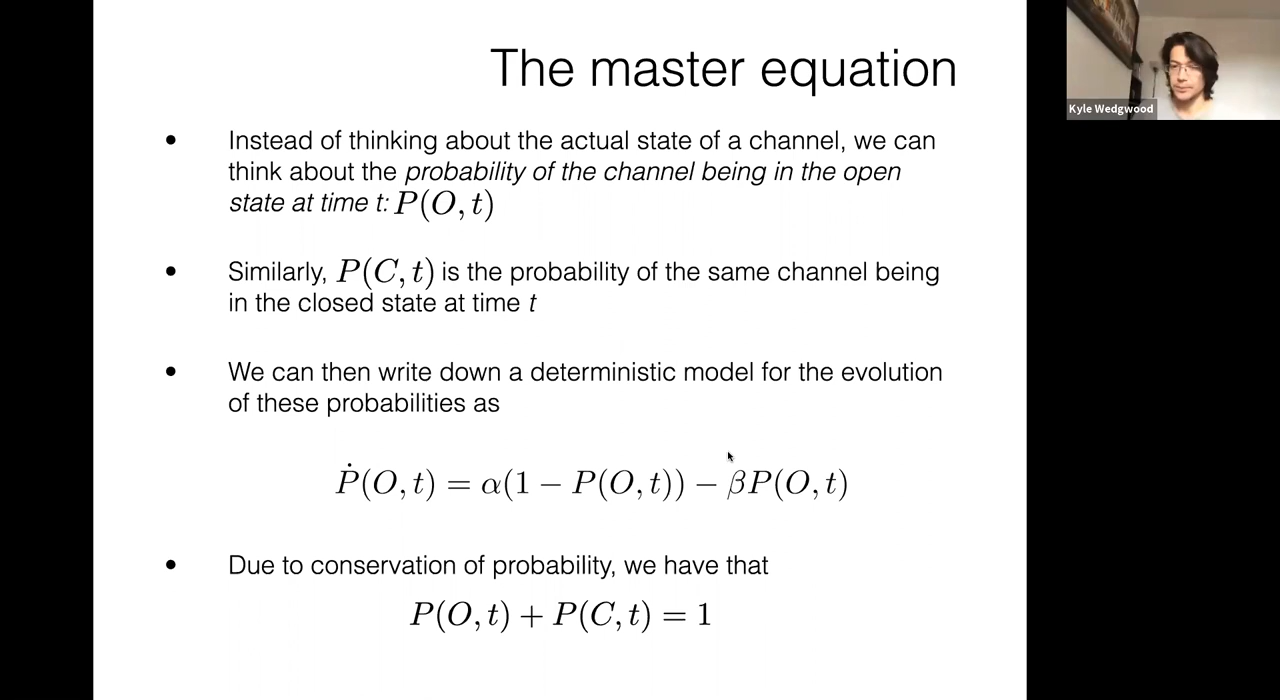 The master equation
Kyle Wedgwood
• Instead of thinking about the actual state of a channel, we can
think about the probability of the channel being in the open
state at time t: P(O, t)
• Similarly, P(C, t) is the probability of the same channel being
in the closed state at time t
• We can then write down a deterministic model for the evolution
of these probabilities as
Ṗ(O, t) = α(1 − P(O, t)) − βP(O, t)
• Due to conservation of probability, we have that
P(O, t) + P(C, t) = 1